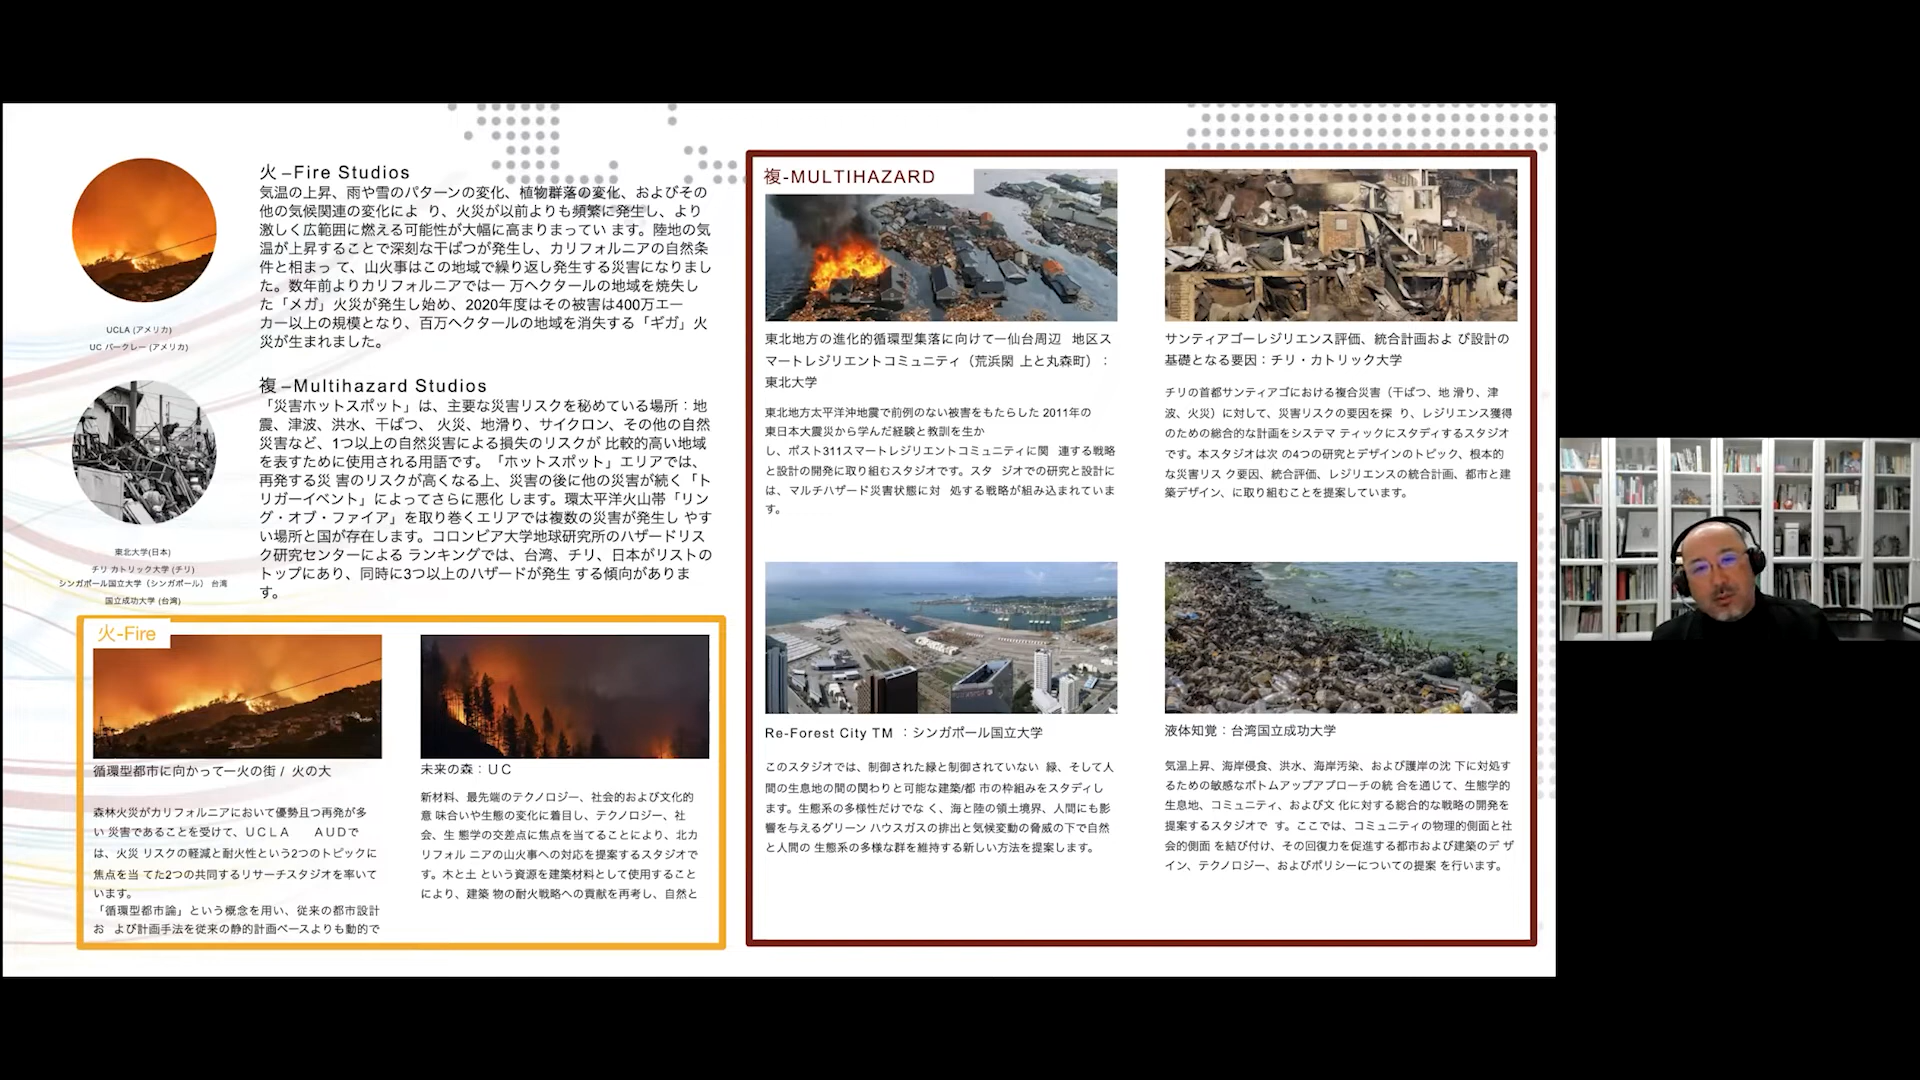 火 –Fire Studios
気温の上昇、雨や雪のパターンの変化、植物群落の変化、およびその
他の気候関連の変化によ り、火災が以前よりも頻繁に発生し、より
激しく広範囲に燃える可能性が大幅に高まりまってい ます。陸地の気
温が上昇することで深刻な干ばつが発生し、カリフォルニアの自然条
件と相まっ て、山火事はこの地域で繰り返し発生する災害になりまし
た。数年前よりカリフォルニアでは一 万ヘクタールの地域を焼失し
た「メガ」火災が発生し始め、2020年度はその被害は400万エー
カー以上の規模となり、百万ヘクタールの地域を消失する「ギガ」火
災が生まれました。
UCLA (アメリカ)
UC バークレー (アメリカ)
複 –Multihazard Studios
「災害ホットスポット」は、主要な災害リスクを秘めている場所：地
震、津波、洪水、干ばつ、 火災、地滑り、サイクロン、その他の自然
災害など、1つ以上の自然災害による損失のリスクが 比較的高い地域
を表すために使用される用語です。「ホットスポット」エリアでは、
再発する災 害のリスクが高くなる上、災害の後に他の災害が続く「ト
リガーイベント」によってさらに悪化 します。環太平洋火山帯「リン
グ・オブ・ファイア」を取り巻くエリアでは複数の災害が発生し やす
い場所と国が存在します。コロンビア大学地球研究所のハザードリス
ク研究センターによる ランキングでは、台湾、チリ、日本がリストの
トップにあり、同時に3つ以上のハザードが発生 する傾向がありま
す。
東北大学(日本)
チリ カトリック大学 (チリ)
シンガポール国立大学（シンガポール） 台湾
国立成功大学 (台湾)
火-Fire
循環型都市に向かって一火の街 / 火の大
森林火災がカリフォルニアにおいて優勢且つ再発が多
い 災害であることを受けて、ＵＣＬＡ ＡＵＤで
は、火災 リスクの軽減と耐火性という2つのトピックに
焦点を当 てた2つの共同するリサーチスタジオを率いて
います。
「循環型都市論」という概念を用い、従来の都市設計
お よび計画手法を従来の静的計画ベースよりも動的で
未来の森：ＵＣ
新材料、最先端のテクノロジー、社会的および文化的
意 味合いや生態の変化に着目し、テクノロジー、社
会、生 態学の交差点に焦点を当てることにより、北カ
リフォル ニアの山火事への対応を提案するスタジオで
す。木と土 という資源を建築材料として使用すること
により、建築 物の耐火戦略への貢献を再考し、自然と
複-MULTIHAZARD
東北地方の進化的循環型集落に向けて一仙台周辺 地区ス
マートレジリエントコミュニティ（荒浜閖 上と丸森町）：
東北大学
東北地方太平洋沖地震で前例のない被害をもたらした 2011年の
東日本大震災から学んだ経験と教訓を生か
し、ポスト311スマートレジリエントコミュニティに関 連する戦略
と設計の開発に取り組むスタジオです。スタ ジオでの研究と設計に
は、マルチハザード災害状態に対 処する戦略が組み込まれていま
す。
サンティアゴーレジリエンス評価、統合計画およ び設計の
基礎となる要因：チリ・カトリック大学
チリの首都サンティアゴにおける複合災害（干ばつ、地 滑り、津
波、火災）に対して、災害リスクの要因を探 り、レジリエンス獲得
のための総合的な計画をシステマ ティックにスタディするスタジオ
です。本スタジオは次 の4つの研究とデザインのトピック、根本的
な災害リス ク要因、統合評価、レジリエンスの統合計画、都市と建
築デザイン、に取り組むことを提案しています。
Re-Forest City TM ：シンガポール国立大学
このスタジオでは、制御された緑と制御されていない 緑、そして人
間の生息地の間の関わりと可能な建築/都 市の枠組みをスタディし
ます。生態系の多様性だけでな く、海と陸の領土境界、人間にも影
響を与えるグリーン ハウスガスの排出と気候変動の脅威の下で自然
と人間の 生態系の多様な群を維持する新しい方法を提案します。
液体知覚：台湾国立成功大学
気温上昇、海岸侵食、洪水、海岸汚染、および護岸の沈 下に対処す
るための敏感なボトムアップアプローチの統 合を通じて、生態学的
生息地、コミュニティ、および文 化に対する総合的な戦略の開発を
提案するスタジオで す。ここでは、コミュニティの物理的側面と社
会的側面 を結び付け、その回復力を促進する都市および建築のデ ザ
イン、テクノロジー、およびポリシーについての提案 を行います。